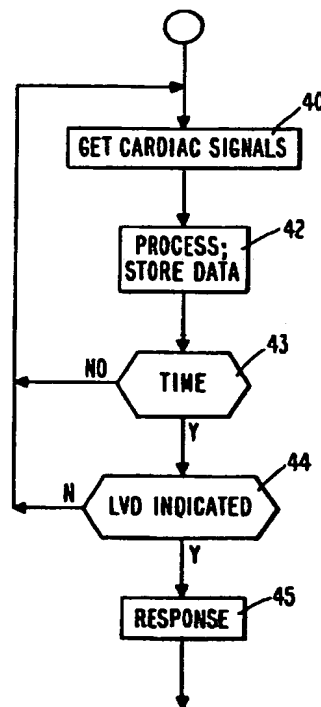 40
GET CARDIAC SIGNALS
42
PROCESS;
STORE DATA
43
NO
TIME
Y
44
N
LVD INDICATED
Y
45
RESPONSE